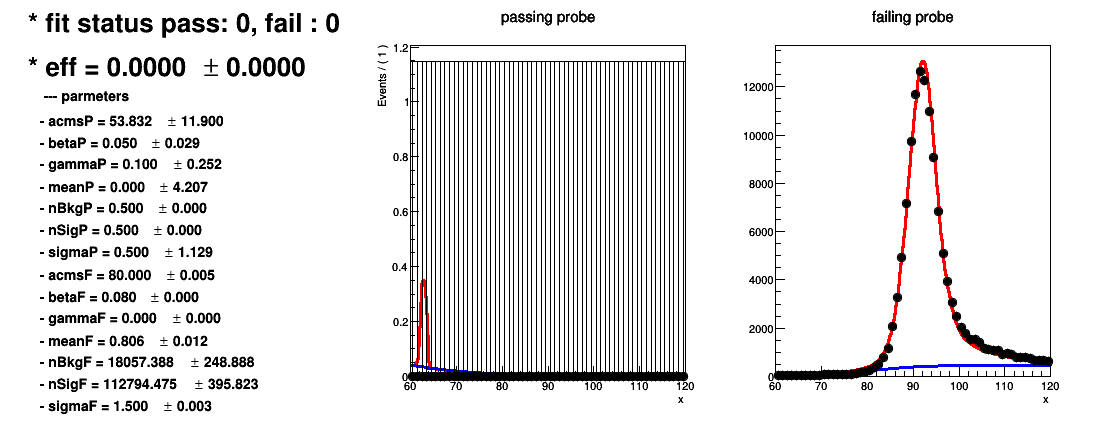 * fit status pass: 0, fail : 0
* eff = 0.0000 ± 0.0000
--- parmeters
- acmsP = 53.832 ± 11.900
- betaP = 0.050 ± 0.029
- gammaP = 0.100 ± 0.252
- meanP = 0.000 ± 4.207
- nBkgP = 0.500 ± 0.000
- nSigP = 0.500 ± 0.000
- sigmaP = 0.500 ± 1.129
- acmsF = 80.000 ± 0.005
- betaF = 0.080 ± 0.000
- gammaF = 0.000 ± 0.000
- meanF = 0.806 ± 0.012
- nBkgF = 18057.388 ± 248.888
- nSigF = 112794.475 ± 395.823
- sigmaF = 1.500 ± 0.003
passing probe
Events / ( 1 )
1.2
1
0.8
0.6
0.4
0.2
0
60 70 80 90 100 110 120
x
failing probe
12000
10000
8000
6000
4000
2000
0
60 70 80 90 100 110 120
x